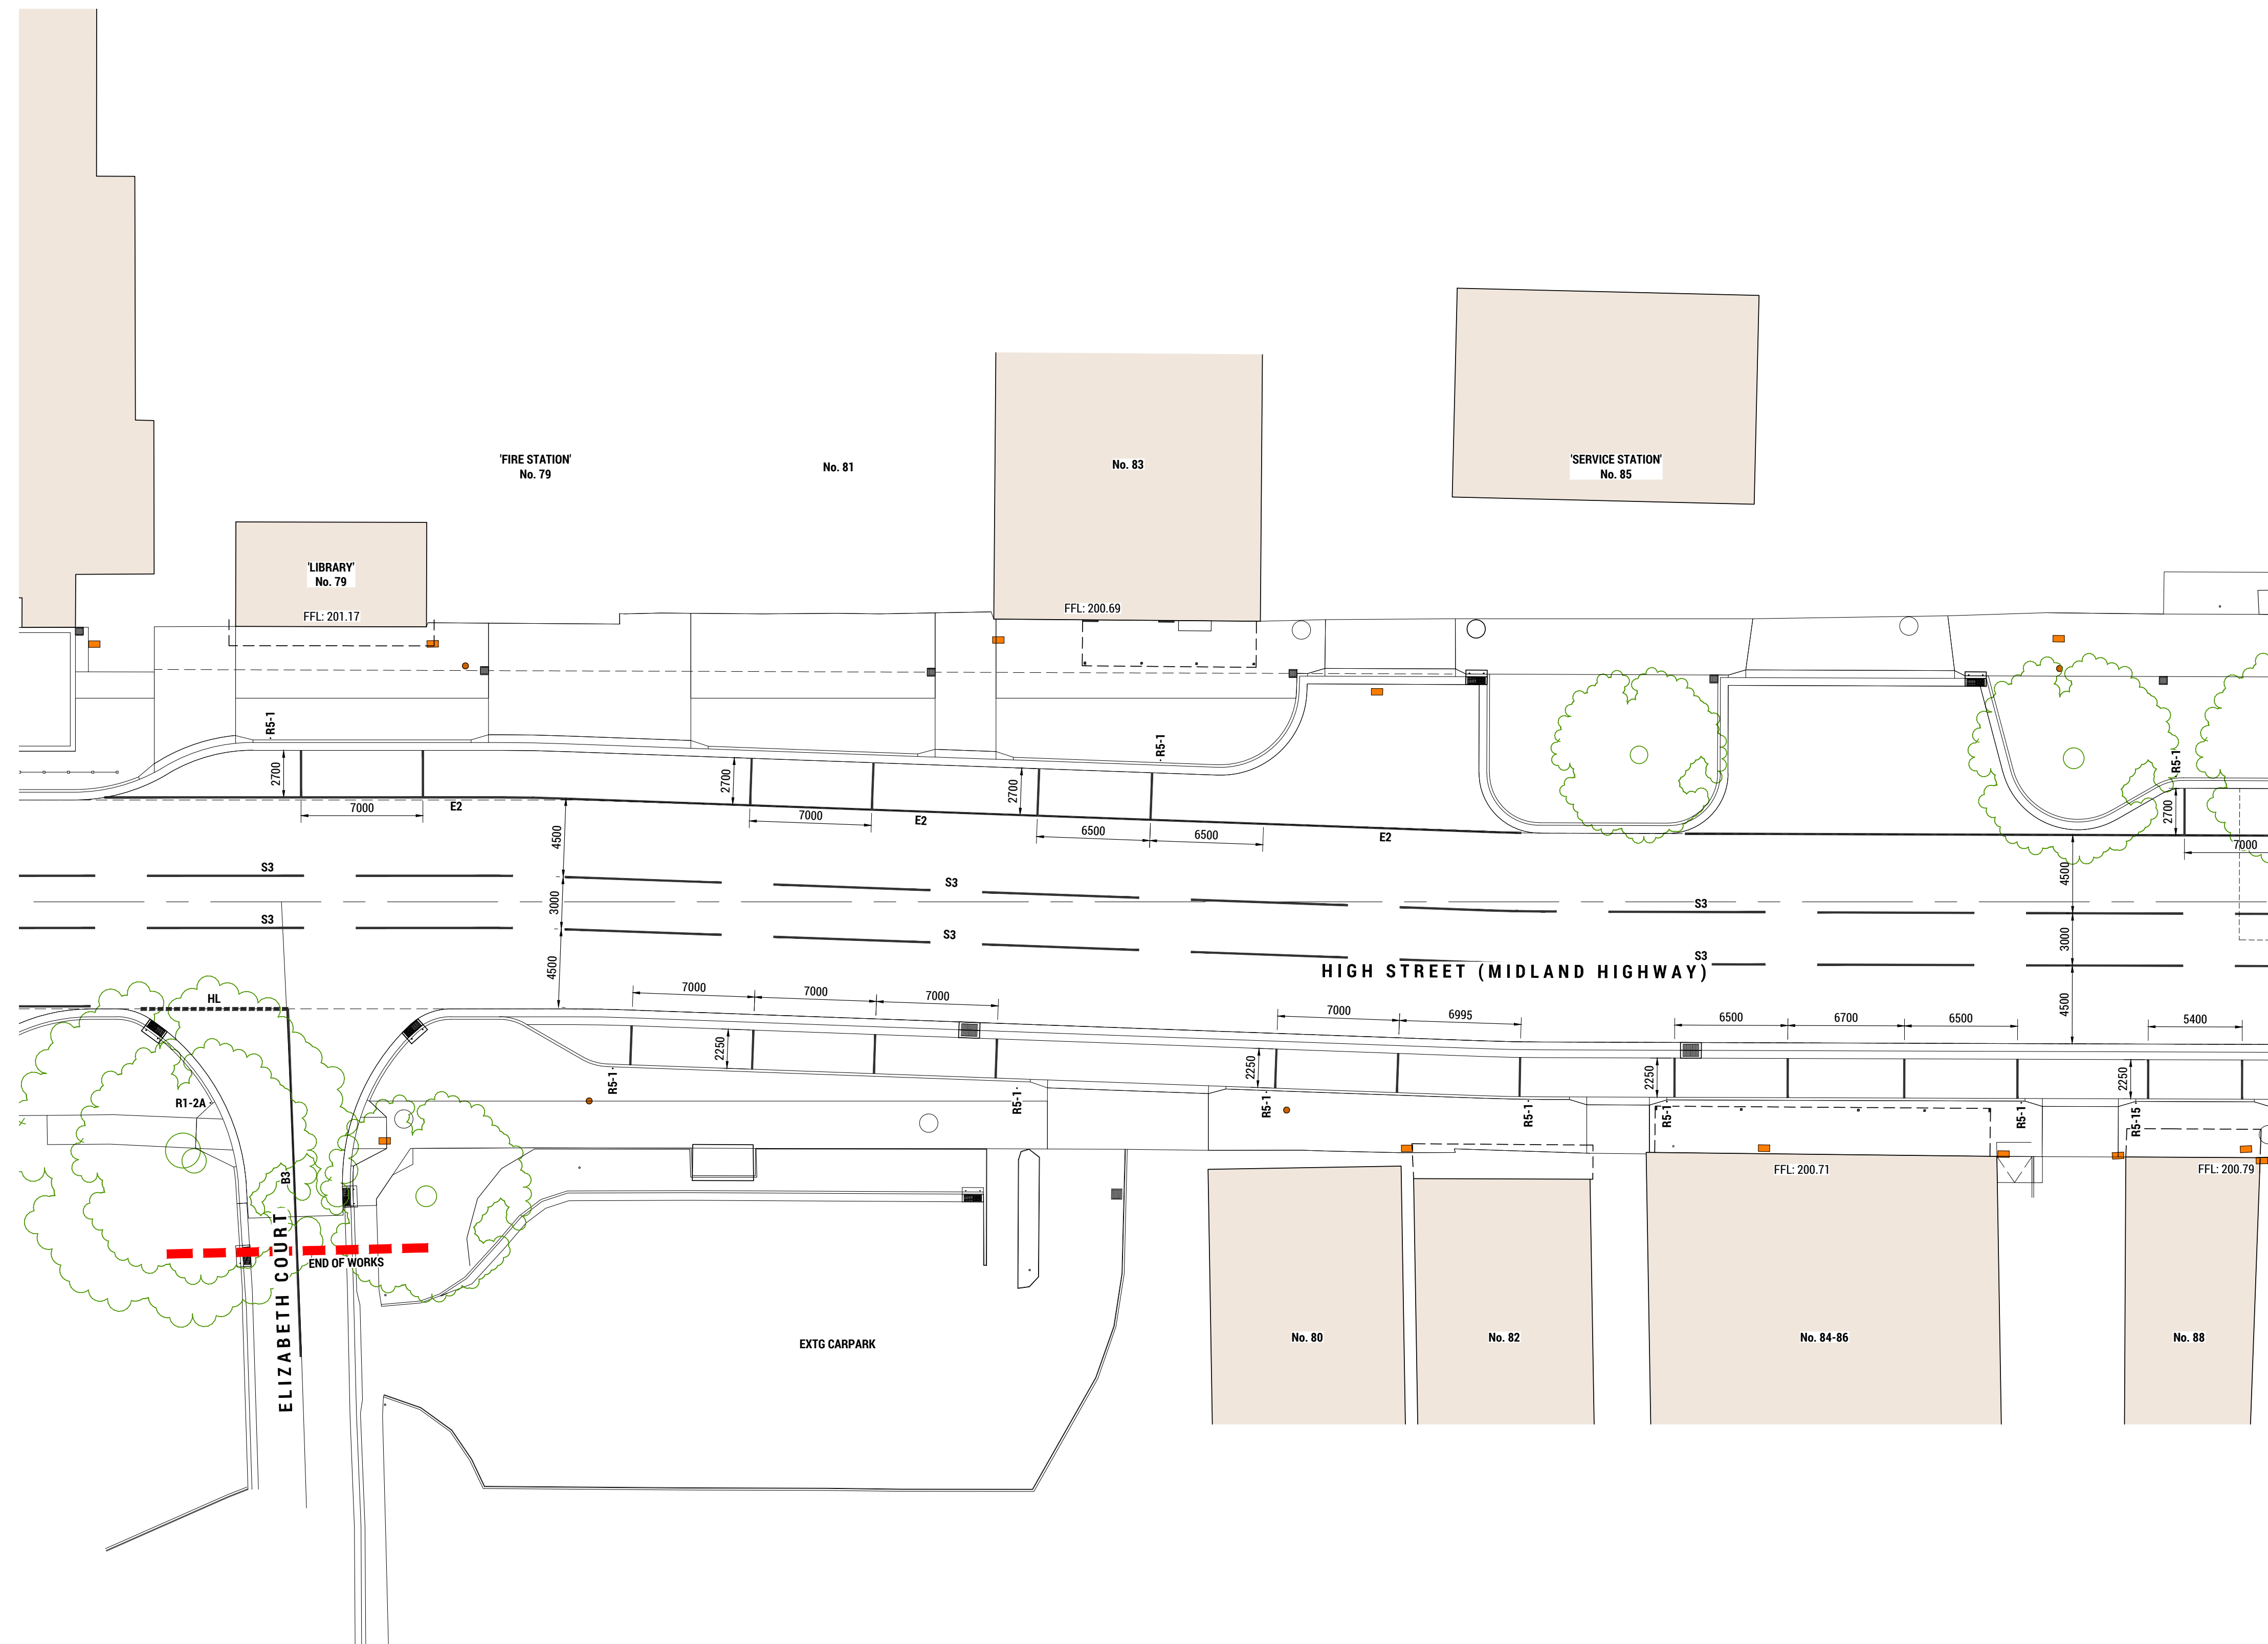 'FIRE STATION'
No. 79
No. 81
No. 83
'SERVICE STATION'
No. 85
'LIBRARY'
No. 79
FFL: 201.17
FFL: 200.69
R5-1
R5-1
R5-1
2700
2700
2700
2700
7000
E2
7000
E2
6500
6500
E2
7000
4500
4500
S3
S3
S3
3000
3000
S3
S3
S3
HIGH STREET (MIDLAND HIGHWAY)
4500
4500
HL
7000
7000
7000
7000
6995
6500
6700
6500
5400
2250
2250
2250
2250
R1-2A
R5-1
R5-1
R5-1
R5-1
R5-1
R5-1
R5-15
B3
FFL: 200.71
FFL: 200.79
ELIZABETH COURT
END OF WORKS
EXTG CARPARK
No. 80
No. 82
No. 84-86
No. 88